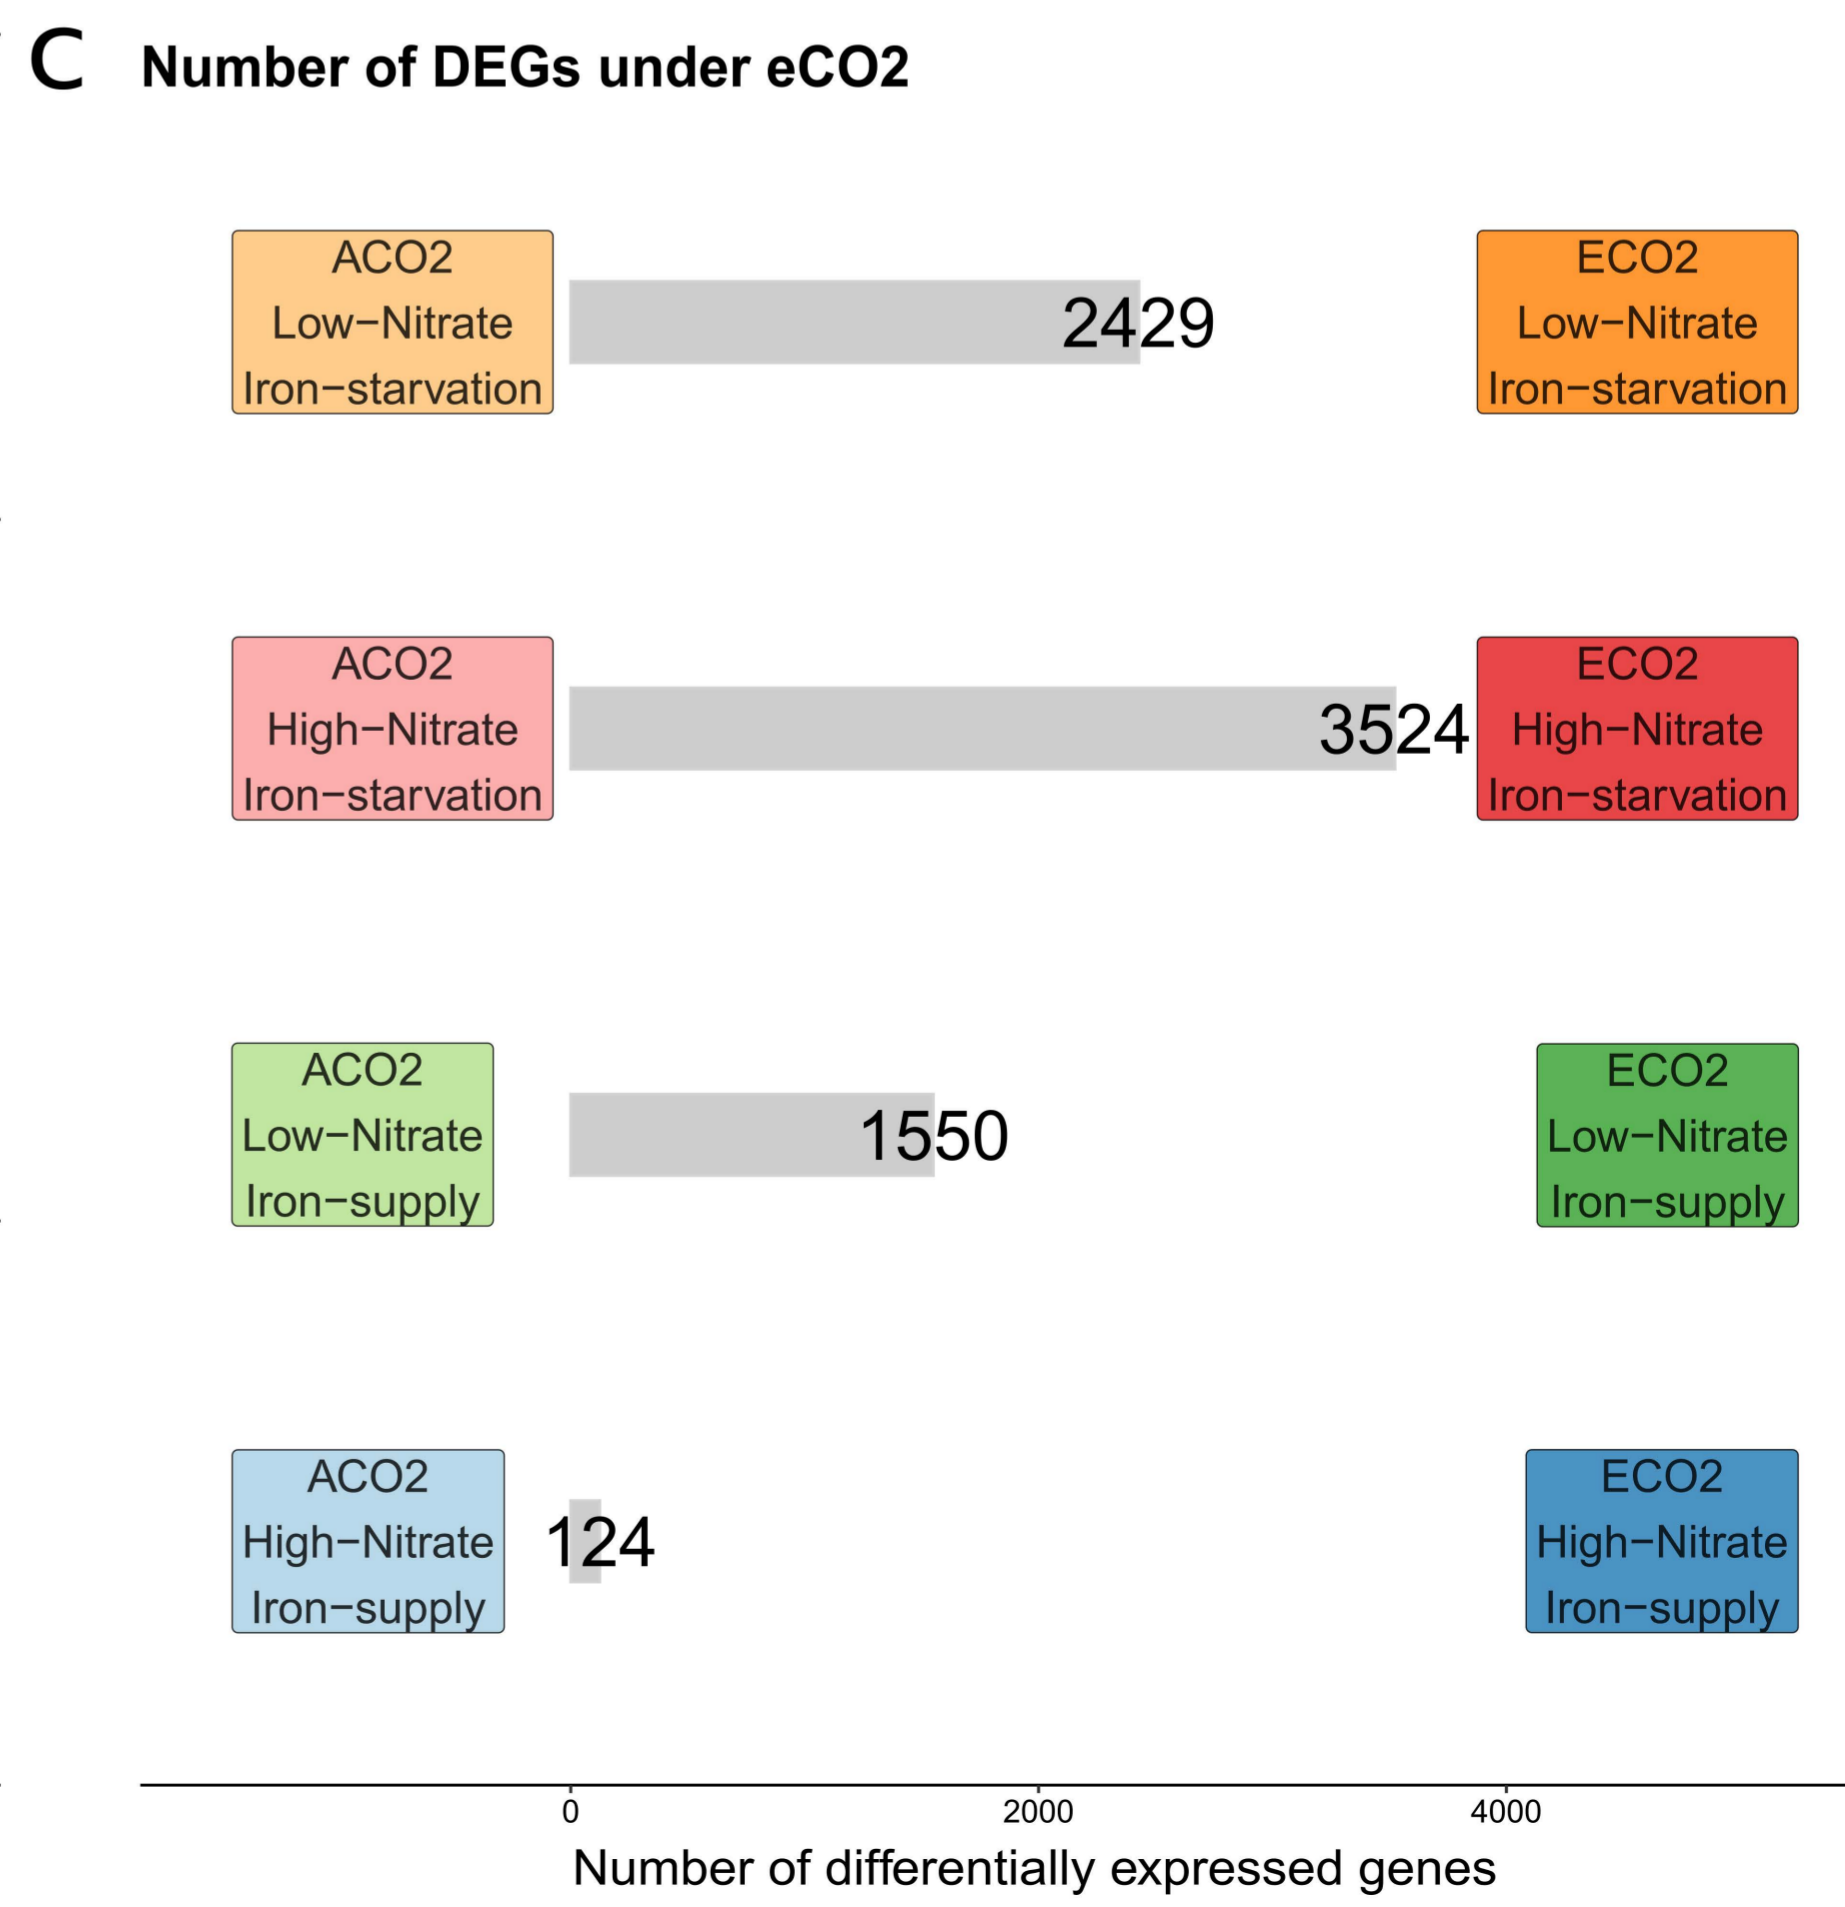 C
Number of DEGs under eCO2
ACO2
Low−Nitrate
Iron−starvation
2429
ECO2
Low−Nitrate
Iron−starvation
ACO2
High−Nitrate
Iron−starvation
3524
ECO2
High−Nitrate
Iron−starvation
ACO2
Low−Nitrate
Iron−supply
1550
ECO2
Low−Nitrate
Iron−supply
ACO2
High−Nitrate
Iron−supply
124
ECO2
High−Nitrate
Iron−supply
0 2000 4000
Number of differentially expressed genes